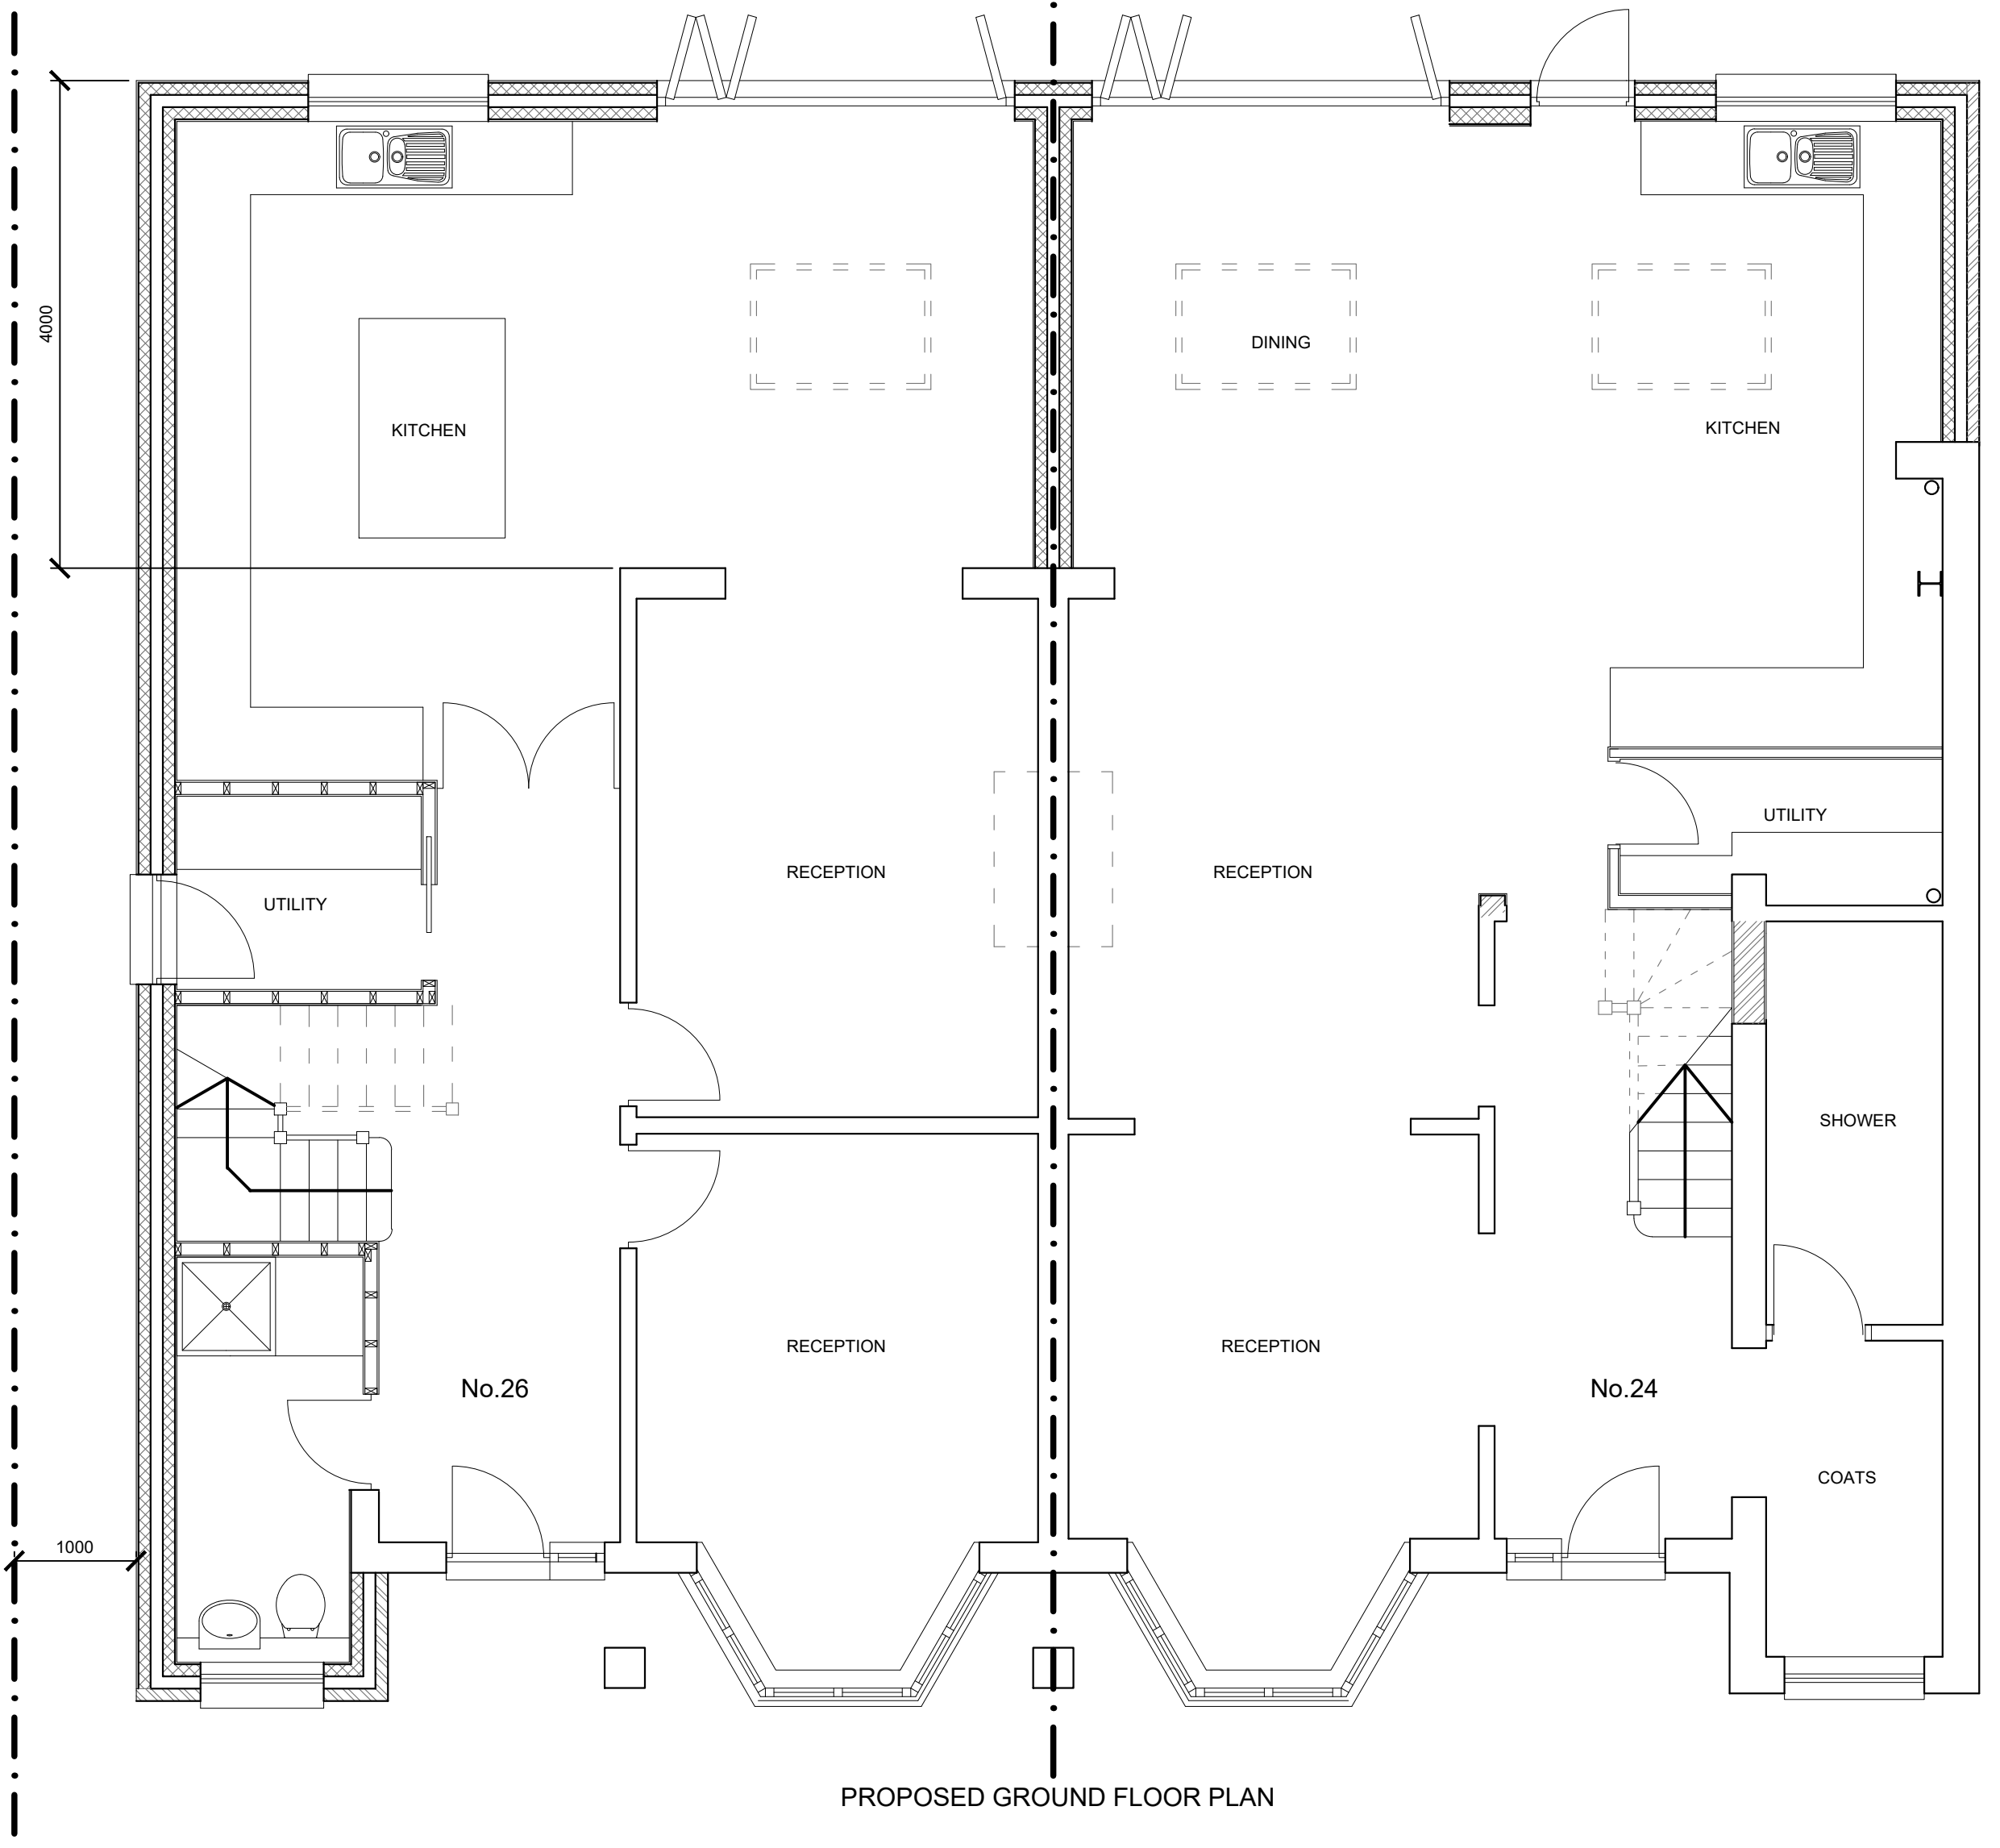 4000
DINING
KITCHEN
KITCHEN
UTILITY
RECEPTION
RECEPTION
UTILITY
SHOWER
RECEPTION
RECEPTION
No.26
No.24
COATS
1000
PROPOSED GROUND FLOOR PLAN